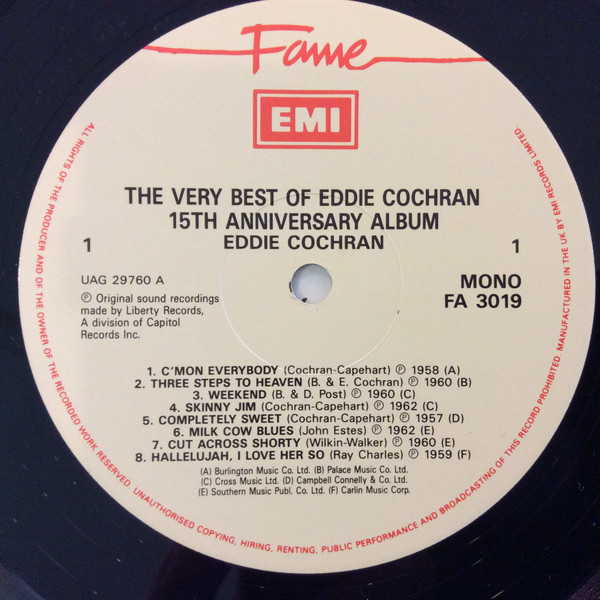 Fame
EMI
THE VERY BEST OF EDDIE COCHRAN
15TH ANNIVERSARY ALBUM
EDDIE COCHRAN
1
1
UAG 29760 A
℗ Original sound recordings
made by Liberty Records,
A division of Capitol
Records Inc.
MONO
FA 3019
1. C'MON EVERYBODY (Cochran-Capehart) ℗ 1958 (A)
2. THREE STEPS TO HEAVEN (B. & E. Cochran) ℗ 1960 (B)
3. WEEKEND (B. & D. Post) ℗ 1960 (C)
4. SKINNY JIM (Cochran-Capehart) ℗ 1962 (C)
5. COMPLETELY SWEET (Cochran-Capehart) ℗ 1957 (D)
6. MILK COW BLUES (John Estes) ℗ 1962 (E)
7. CUT ACROSS SHORTY (Wilkin-Walker) ℗ 1960 (E)
8. HALLELUJAH, I LOVE HER SO (Ray Charles) ℗ 1959 (F)
(A) Burlington Music Co. Ltd. (B) Palace Music Co. Ltd.
(C) Cross Music Ltd. (D) Campbell Connelly & Co. Ltd.
(E) Southern Music Publ. Co. Ltd. (F) Carlin Music Corp.
ALL RIGHTS OF THE PRODUCER AND OF THE OWNER OF THE RECORDED WORK RESERVED. UNAUTHORISED COPYING, HIRING, RENTING, PUBLIC PERFORMANCE AND BROADCASTING OF THIS RECORD PROHIBITED. MANUFACTURED IN THE UK BY EMI RECORDS LIMITED.